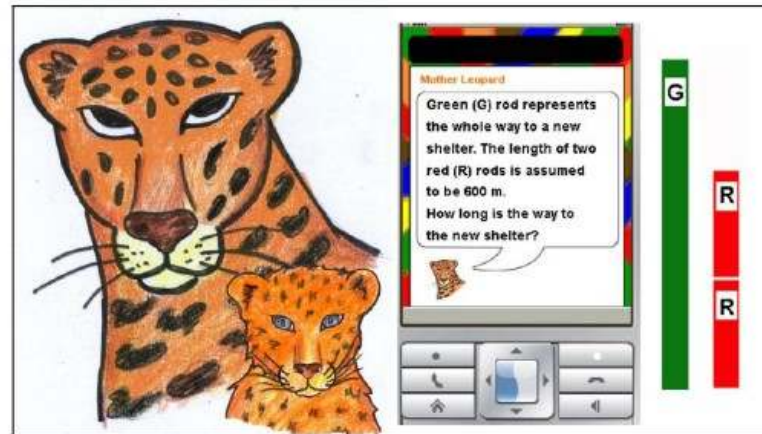 Mother Leopard
Green (G) rod represents
the whole way to a new
shelter. The length of two
red (R) rods is assumed
to be 600 m.
How long is the way to
the new shelter?
G
R
R